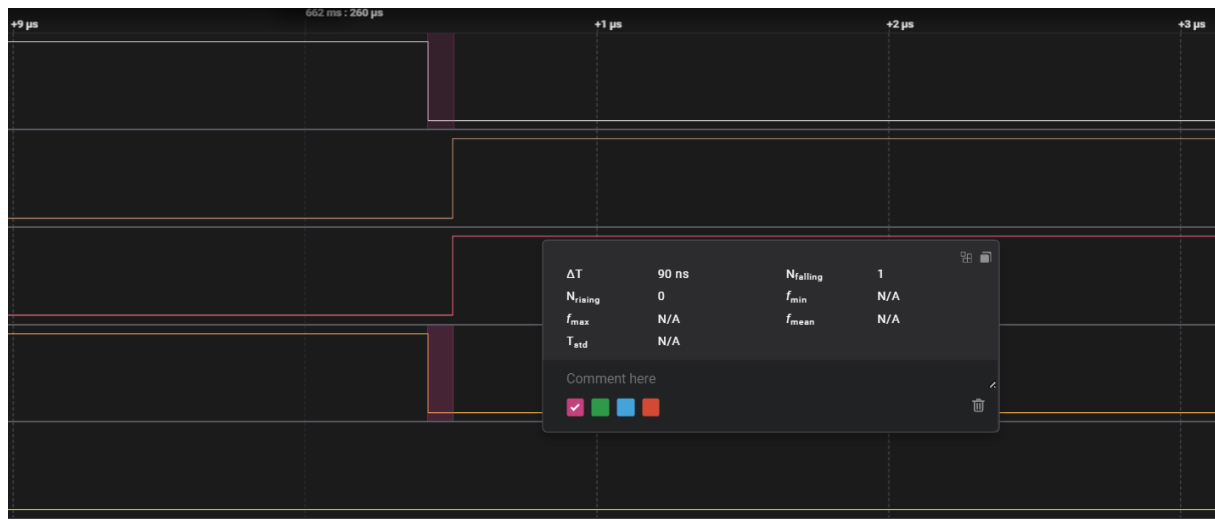 662 ms : 260 µs
+9 µs +1 µs +2 µs +3 µs
ΔT 90 ns Nfalling 1
Nrising 0 fmin N/A
fmax N/A fmean N/A
Tstd N/A
Comment here